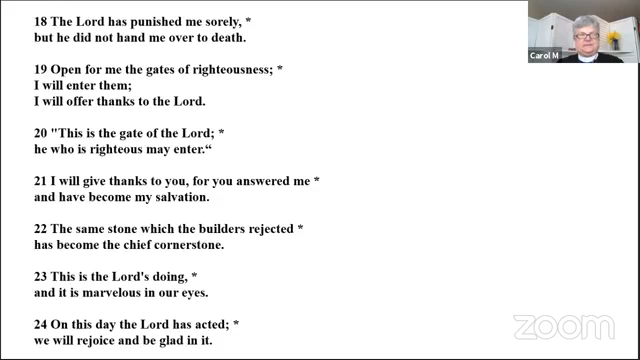 18 The Lord has punished me sorely, *
but he did not hand me over to death.
19 Open for me the gates of righteousness; *
I will enter them;
I will offer thanks to the Lord.
20 "This is the gate of the Lord; *
he who is righteous may enter.“
21 I will give thanks to you, for you answered me *
and have become my salvation.
22 The same stone which the builders rejected *
has become the chief cornerstone.
23 This is the Lord's doing, *
and it is marvelous in our eyes.
24 On this day the Lord has acted; *
we will rejoice and be glad in it.
Carol M
zoom